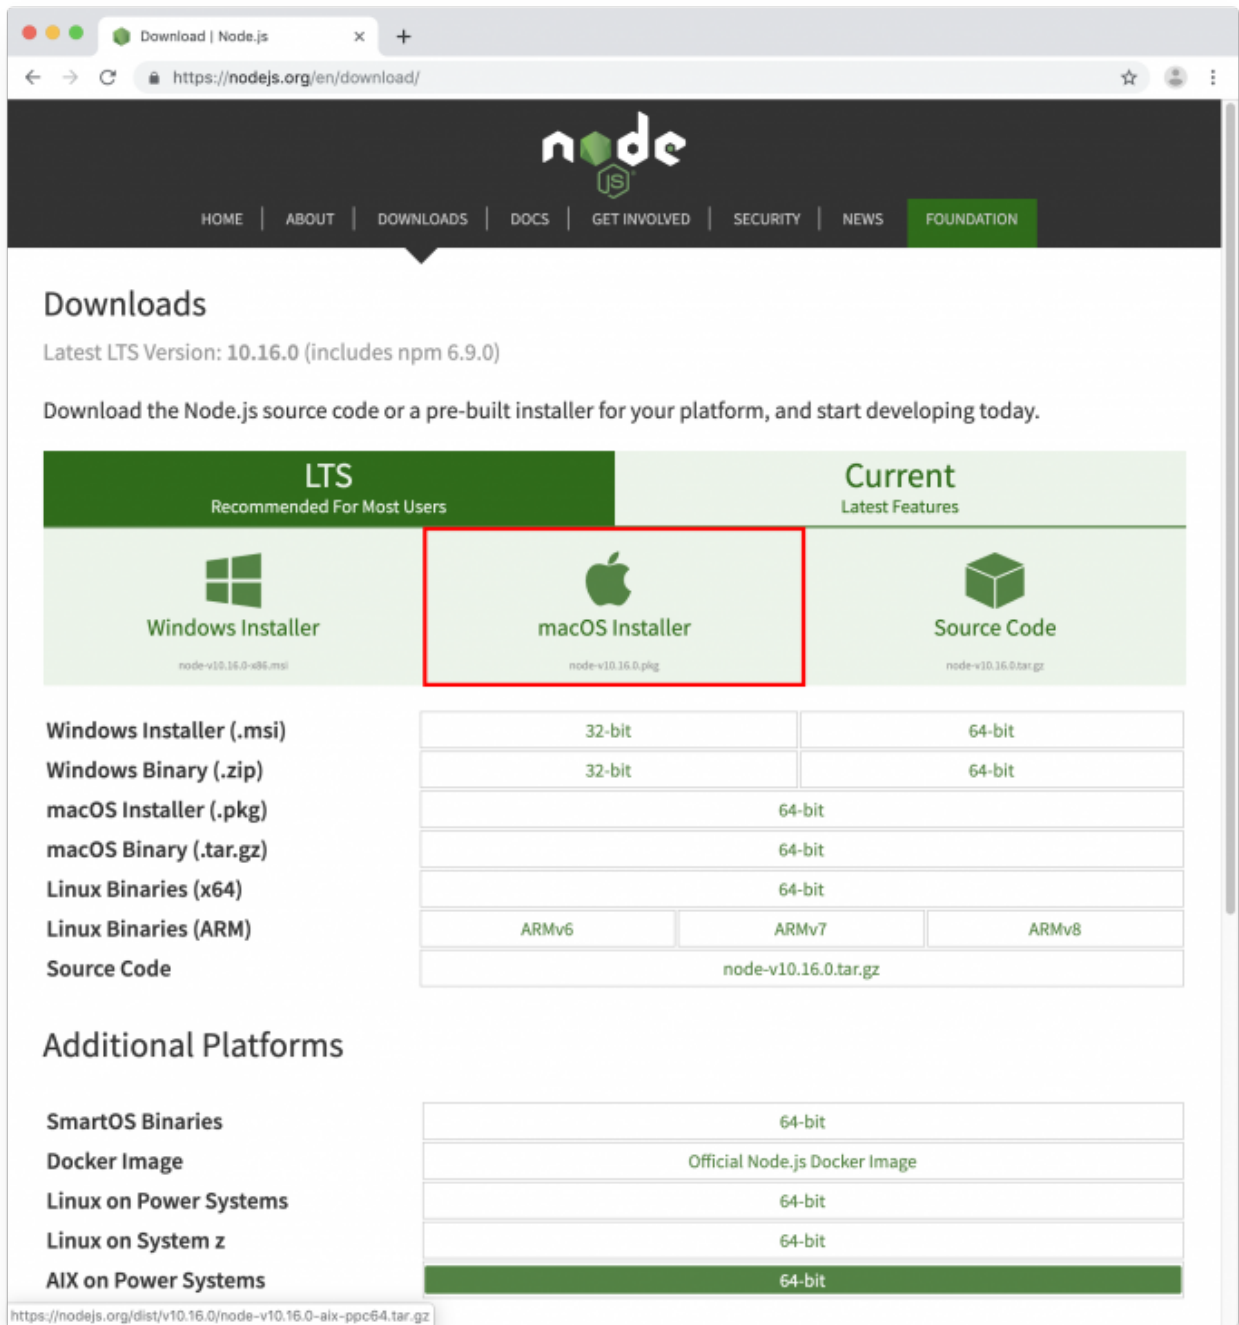 Download | Node.js
https://nodejs.org/en/download/
node
JS
HOME | ABOUT | DOWNLOADS | DOCS | GET INVOLVED | SECURITY | NEWS FOUNDATION
Downloads
Latest LTS Version: 10.16.0 (includes npm 6.9.0)
Download the Node.js source code or a pre-built installer for your platform, and start developing today.
LTS
Recommended For Most Users
Current
Latest Features
Windows Installer
node-v10.16.0-x86.msi
macOS Installer
node-v10.16.0.pkg
Source Code
node-v10.16.0.tar.gz
Windows Installer (.msi) 32-bit 64-bit
Windows Binary (.zip) 32-bit 64-bit
macOS Installer (.pkg) 64-bit
macOS Binary (.tar.gz) 64-bit
Linux Binaries (x64) 64-bit
Linux Binaries (ARM) ARMv6 ARMv7 ARMv8
Source Code node-v10.16.0.tar.gz
Additional Platforms
SmartOS Binaries 64-bit
Docker Image Official Node.js Docker Image
Linux on Power Systems 64-bit
Linux on System z 64-bit
AIX on Power Systems 64-bit
https://nodejs.org/dist/v10.16.0/node-v10.16.0-aix-ppc64.tar.gz